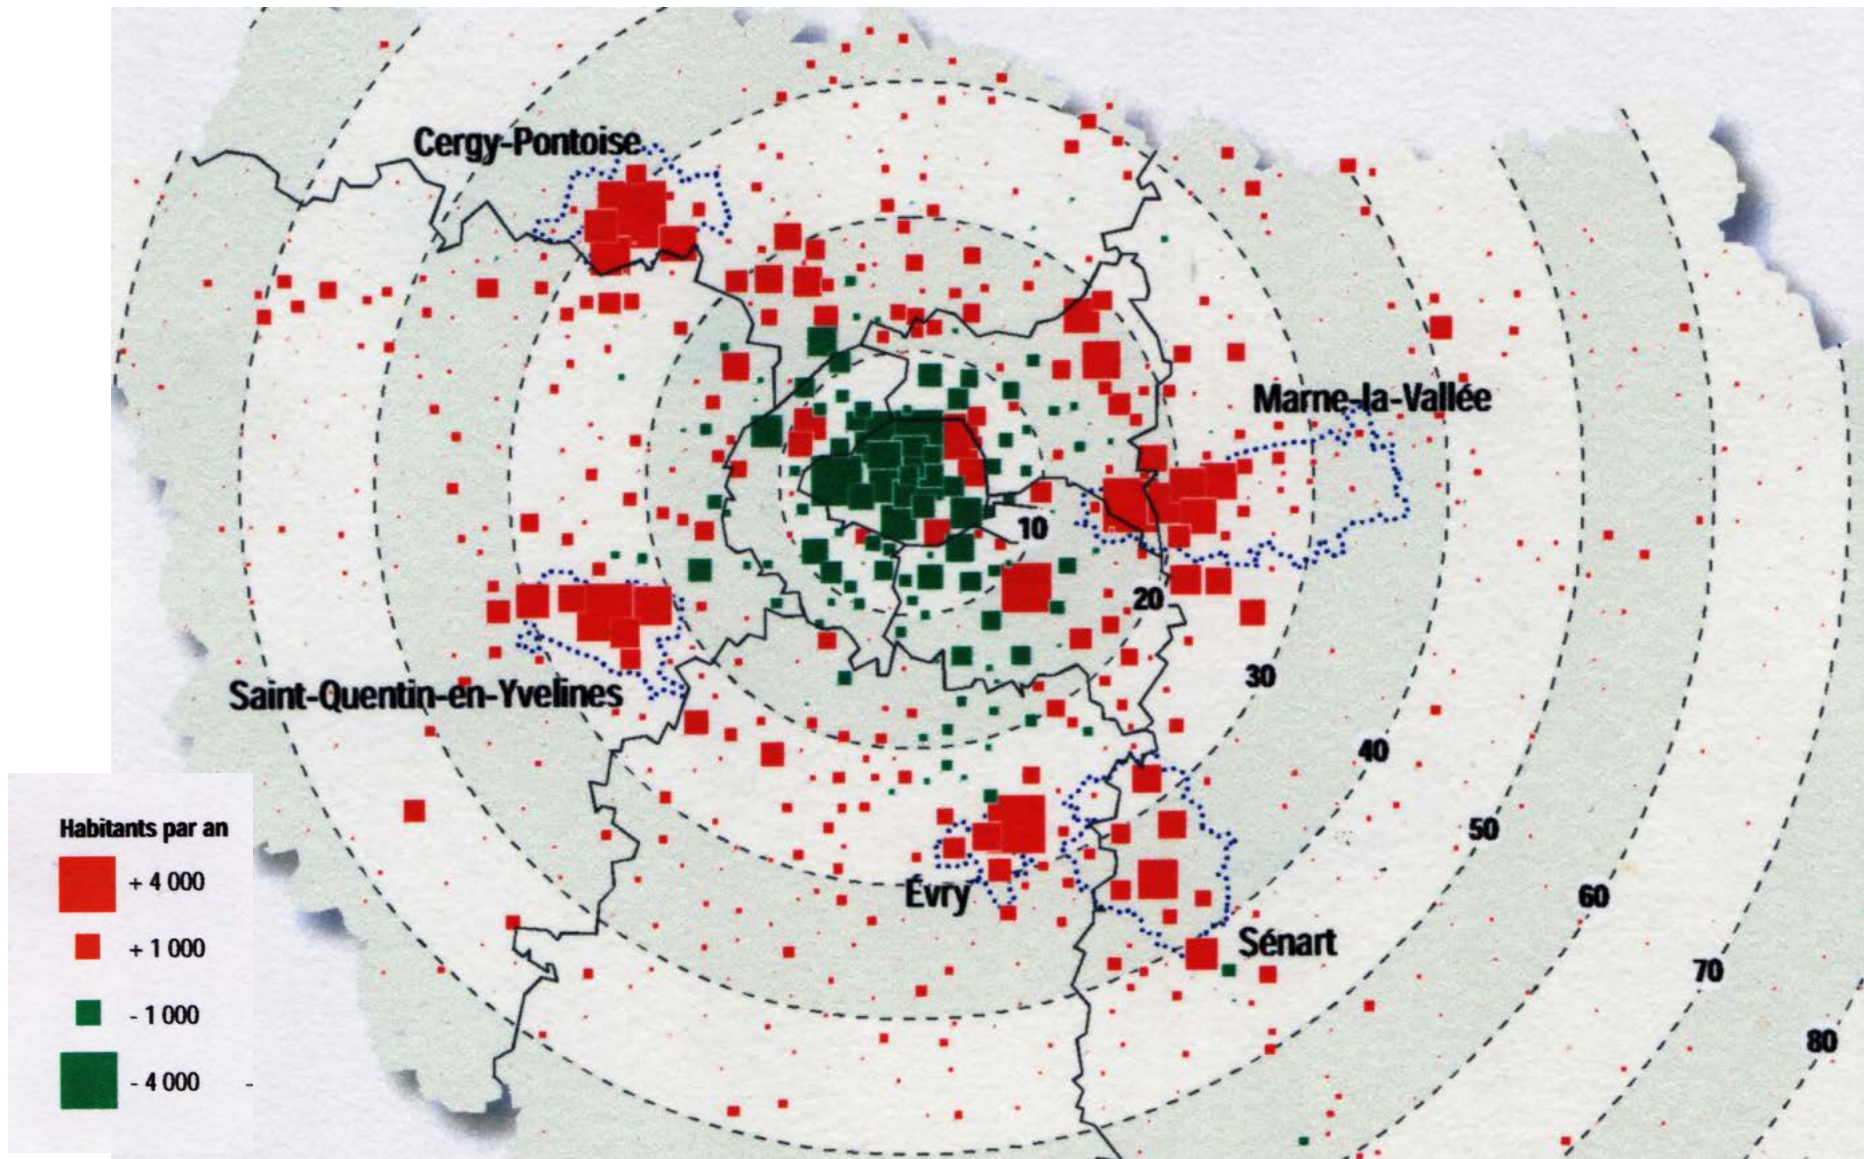 Cergy-Pontoise
Marne-la-Vallée
10
20
Saint-Quentin-en-Yvelines
30
40
50
Évry
60
Sénart
70
80
Habitants par an
+ 4 000
+ 1 000
- 1 000
- 4 000